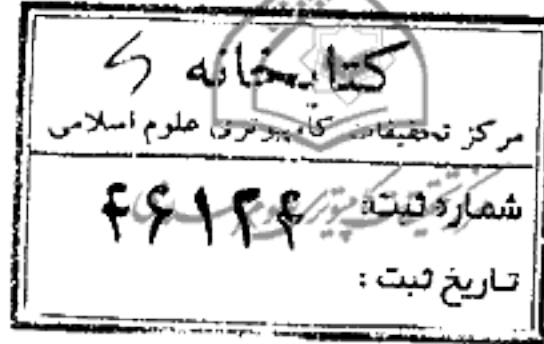 کتابخانه
مرکز تحقیقات کامپیوتری علوم اسلامی
شماره ثبت: ۴۶۱۲۴
تاریخ ثبت :